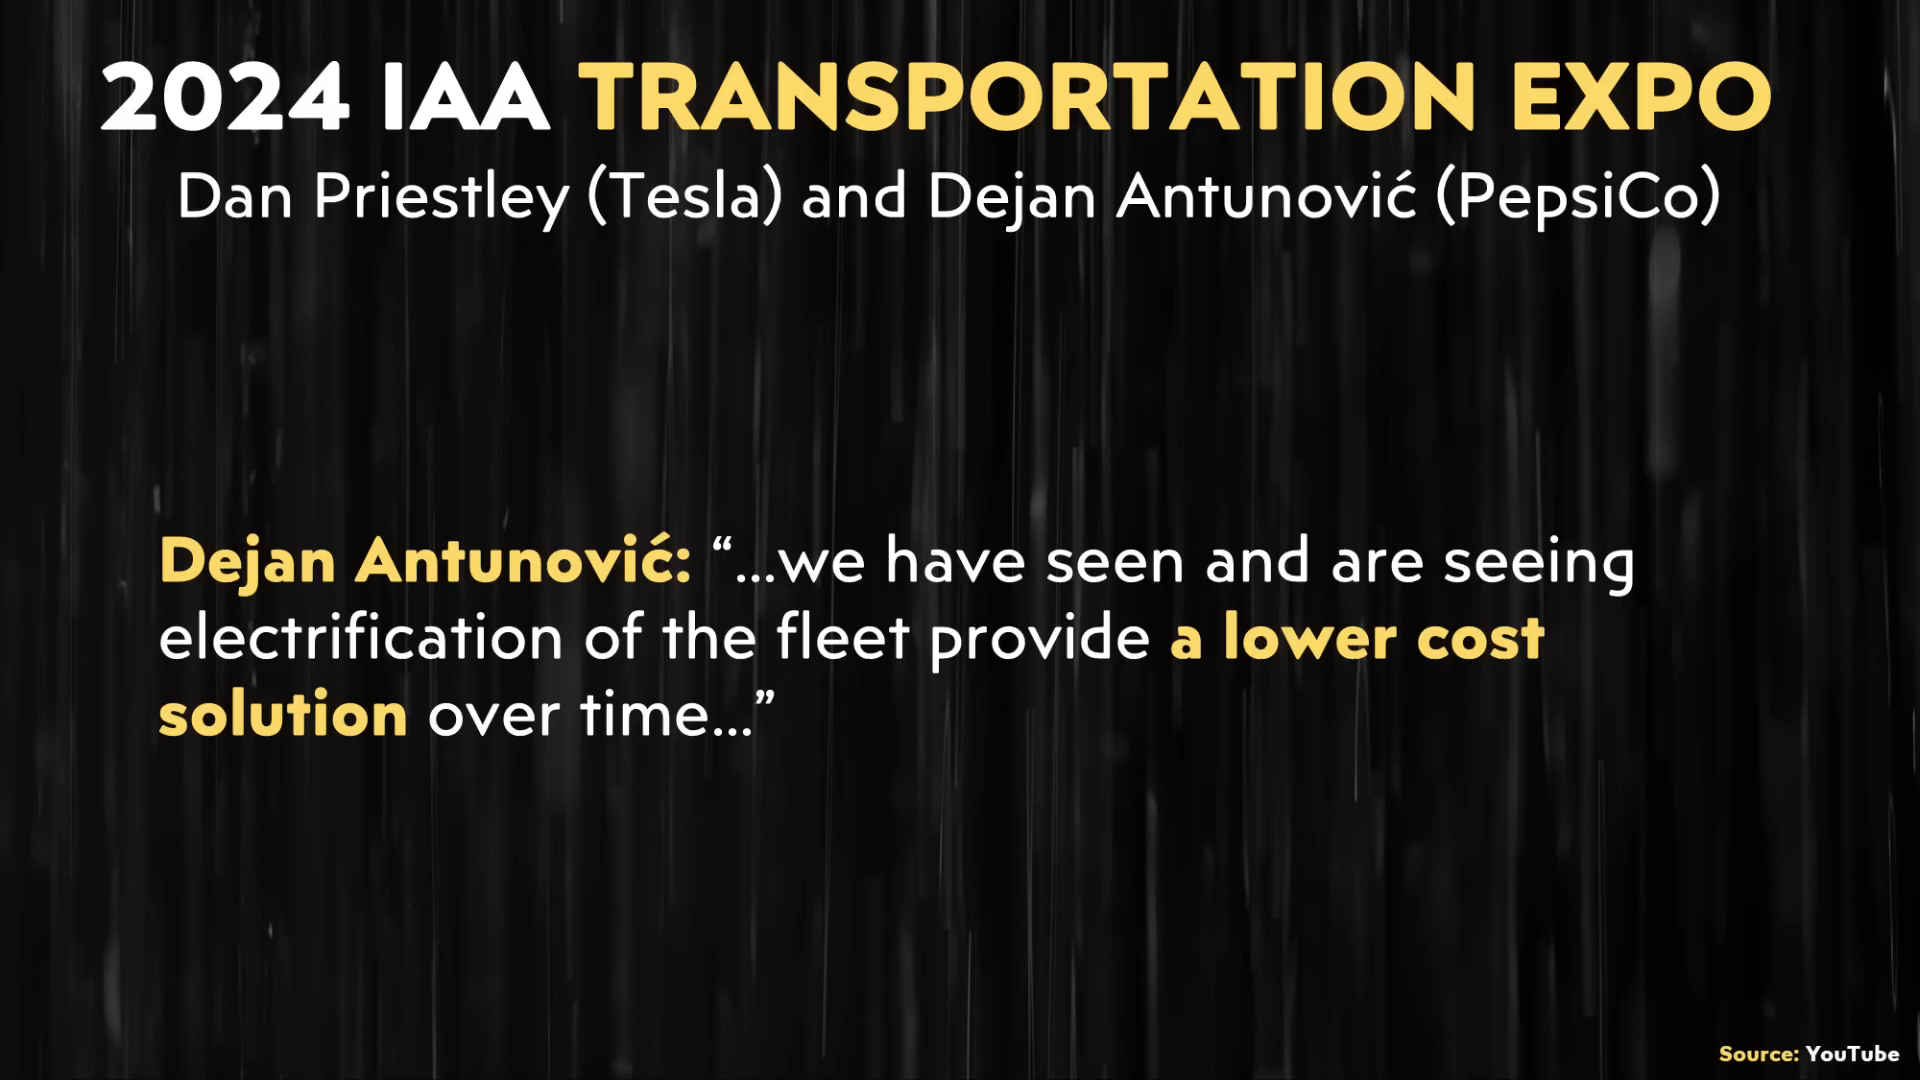 2024 IAA TRANSPORTATION EXPO
Dan Priestley (Tesla) and Dejan Antunović (PepsiCo)
Dejan Antunović: “...we have seen and are seeing
electrification of the fleet provide a lower cost
solution over time...”
Source: YouTube